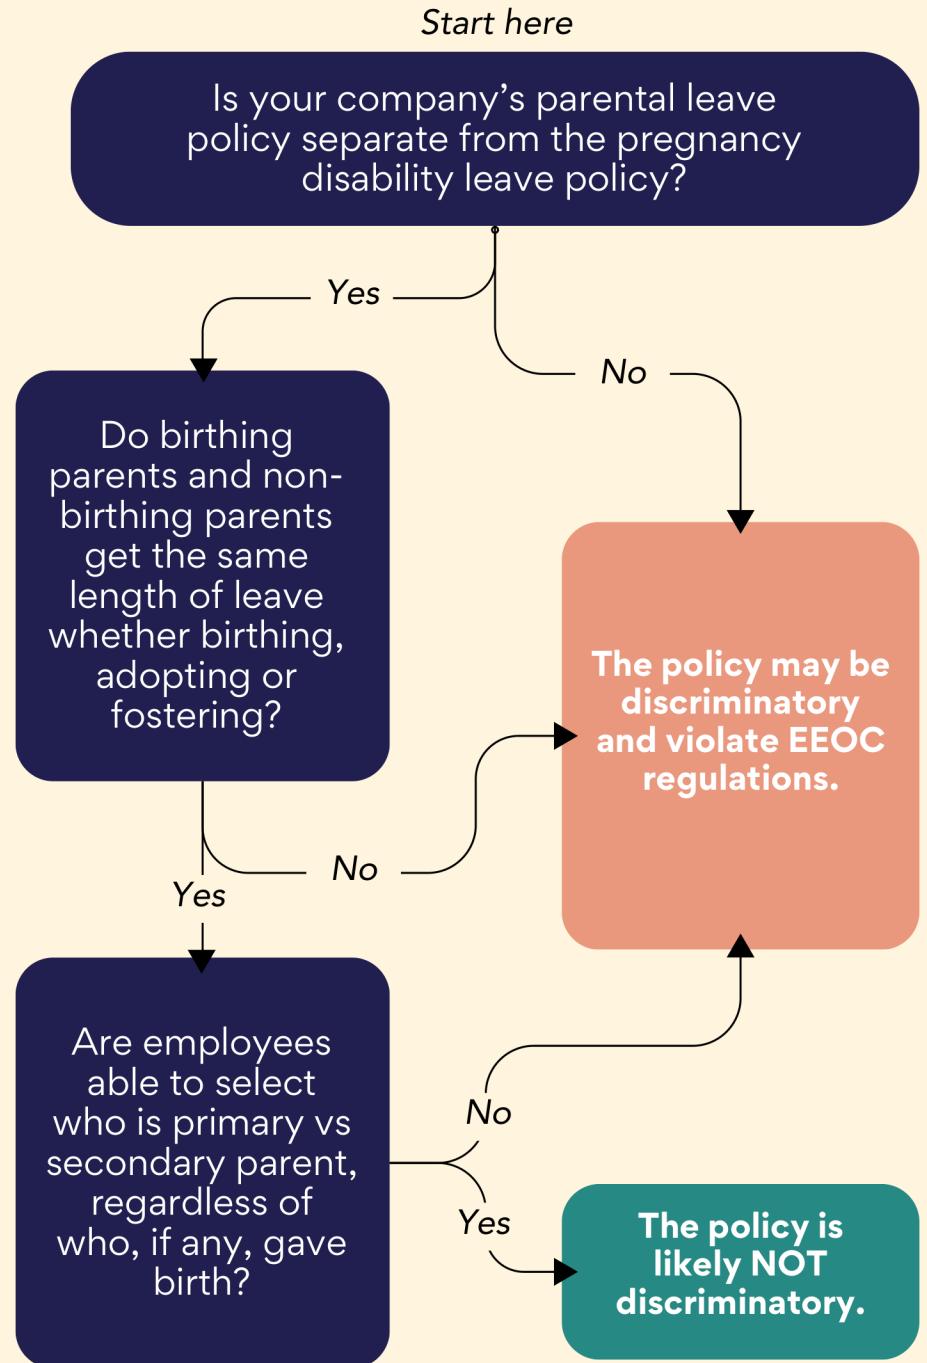 Start here
Is your company's parental leave
policy separate from the pregnancy
disability leave policy?
Yes
No
Do birthing
parents and non-
birthing parents
get the same
length of leave
whether birthing,
adopting or
fostering?
The policy may be
discriminatory
and violate EEOC
regulations.
No
Yes
Are employees
able to select
who is primary vs
secondary parent,
regardless of
who, if any, gave
birth?
No
Yes
The policy is
likely NOT
discriminatory.